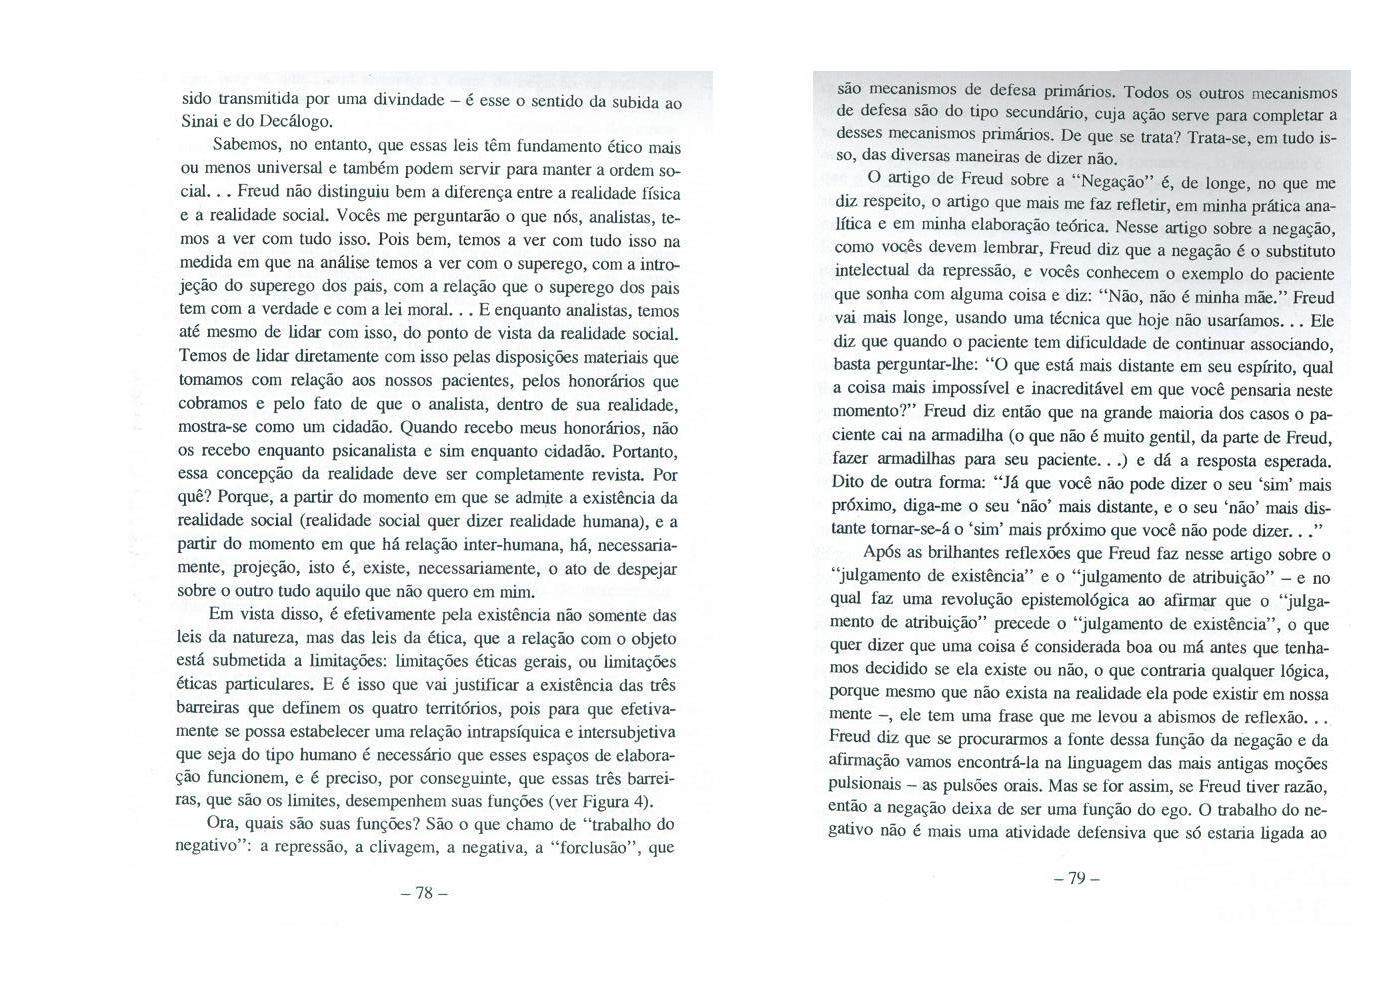 sido transmitida por uma divindade – é esse o sentido da subida ao
Sinai e do Decálogo.
Sabemos, no entanto, que essas leis têm fundamento ético mais
ou menos universal e também podem servir para manter a ordem so-
cial. . . Freud não distinguiu bem a diferença entre a realidade física
e a realidade social. Vocês me perguntarão o que nós, analistas, te-
mos a ver com tudo isso. Pois bem, temos a ver com tudo isso na
medida em que na análise temos a ver com o superego, com a intro-
jeção do superego dos pais, com a relação que o superego dos pais
tem com a verdade e com a lei moral. . . E enquanto analistas, temos
até mesmo de lidar com isso, do ponto de vista da realidade social.
Temos de lidar diretamente com isso pelas disposições materiais que
tomamos com relação aos nossos pacientes, pelos honorários que
cobramos e pelo fato de que o analista, dentro de sua realidade,
mostra-se como um cidadão. Quando recebo meus honorários, não
os recebo enquanto psicanalista e sim enquanto cidadão. Portanto,
essa concepção da realidade deve ser completamente revista. Por
quê? Porque, a partir do momento em que se admite a existência da
realidade social (realidade social quer dizer realidade humana), e a
partir do momento em que há relação inter-humana, há, necessaria-
mente, projeção, isto é, existe, necessariamente, o ato de despejar
sobre o outro tudo aquilo que não quero em mim.
Em vista disso, é efetivamente pela existência não somente das
leis da natureza, mas das leis da ética, que a relação com o objeto
está submetida a limitações: limitações éticas gerais, ou limitações
éticas particulares. E é isso que vai justificar a existência das três
barreiras que definem os quatro territórios, pois para que efetiva-
mente se possa estabelecer uma relação intrapsíquica e intersubjetiva
que seja do tipo humano é necessário que esses espaços de elabora-
ção funcionem, e é preciso, por conseguinte, que essas três barrei-
ras, que são os limites, desempenhem suas funções (ver Figura 4).
Ora, quais são suas funções? São o que chamo de “trabalho do
negativo”: a repressão, a clivagem, a negativa, a “forclusão”, que
– 78 –
são mecanismos de defesa primários. Todos os outros mecanismos
de defesa são do tipo secundário, cuja ação serve para completar a
desses mecanismos primários. De que se trata? Trata-se, em tudo is-
so, das diversas maneiras de dizer não.
O artigo de Freud sobre a “Negação” é, de longe, no que me
diz respeito, o artigo que mais me faz refletir, em minha prática ana-
lítica e em minha elaboração teórica. Nesse artigo sobre a negação,
como vocês devem lembrar, Freud diz que a negação é o substituto
intelectual da repressão, e vocês conhecem o exemplo do paciente
que sonha com alguma coisa e diz: “Não, não é minha mãe.” Freud
vai mais longe, usando uma técnica que hoje não usaríamos. . . Ele
diz que quando o paciente tem dificuldade de continuar associando,
basta perguntar-lhe: “O que está mais distante em seu espírito, qual
a coisa mais impossível e inacreditável em que você pensaria neste
momento?” Freud diz então que na grande maioria dos casos o pa-
ciente cai na armadilha (o que não é muito gentil, da parte de Freud,
fazer armadilhas para seu paciente. . .) e dá a resposta esperada.
Dito de outra forma: “Já que você não pode dizer o seu ‘sim’ mais
próximo, diga-me o seu ‘não’ mais distante, e o seu ‘não’ mais dis-
tante tornar-se-á o ‘sim’ mais próximo que você não pode dizer. . .”
Após as brilhantes reflexões que Freud faz nesse artigo sobre o
“julgamento de existência” e o “julgamento de atribuição” – e no
qual faz uma revolução epistemológica ao afirmar que o “julga-
mento de atribuição” precede o “julgamento de existência”, o que
quer dizer que uma coisa é considerada boa ou má antes que tenha-
mos decidido se ela existe ou não, o que contraria qualquer lógica,
porque mesmo que não exista na realidade ela pode existir em nossa
mente –, ele tem uma frase que me levou a abismos de reflexão. . .
Freud diz que se procurarmos a fonte dessa função da negação e da
afirmação vamos encontrá-la na linguagem das mais antigas moções
pulsionais – as pulsões orais. Mas se for assim, se Freud tiver razão,
então a negação deixa de ser uma função do ego. O trabalho do ne-
gativo não é mais uma atividade defensiva que só estaria ligada ao
– 79 –